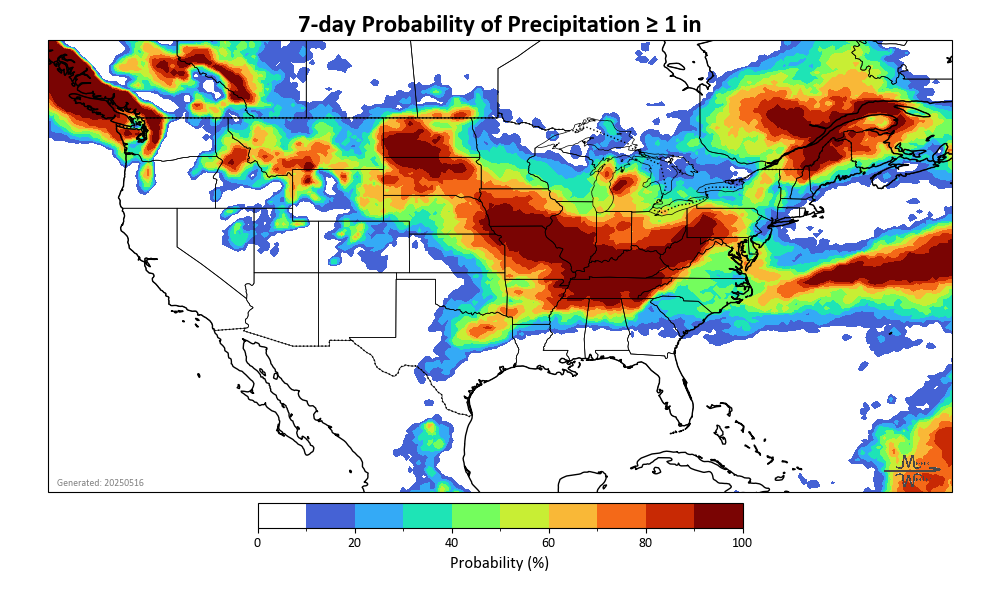 7-day Probability of Precipitation ≥ 1 in
Generated: 20250516
0 20 40 60 80 100
Probability (%)